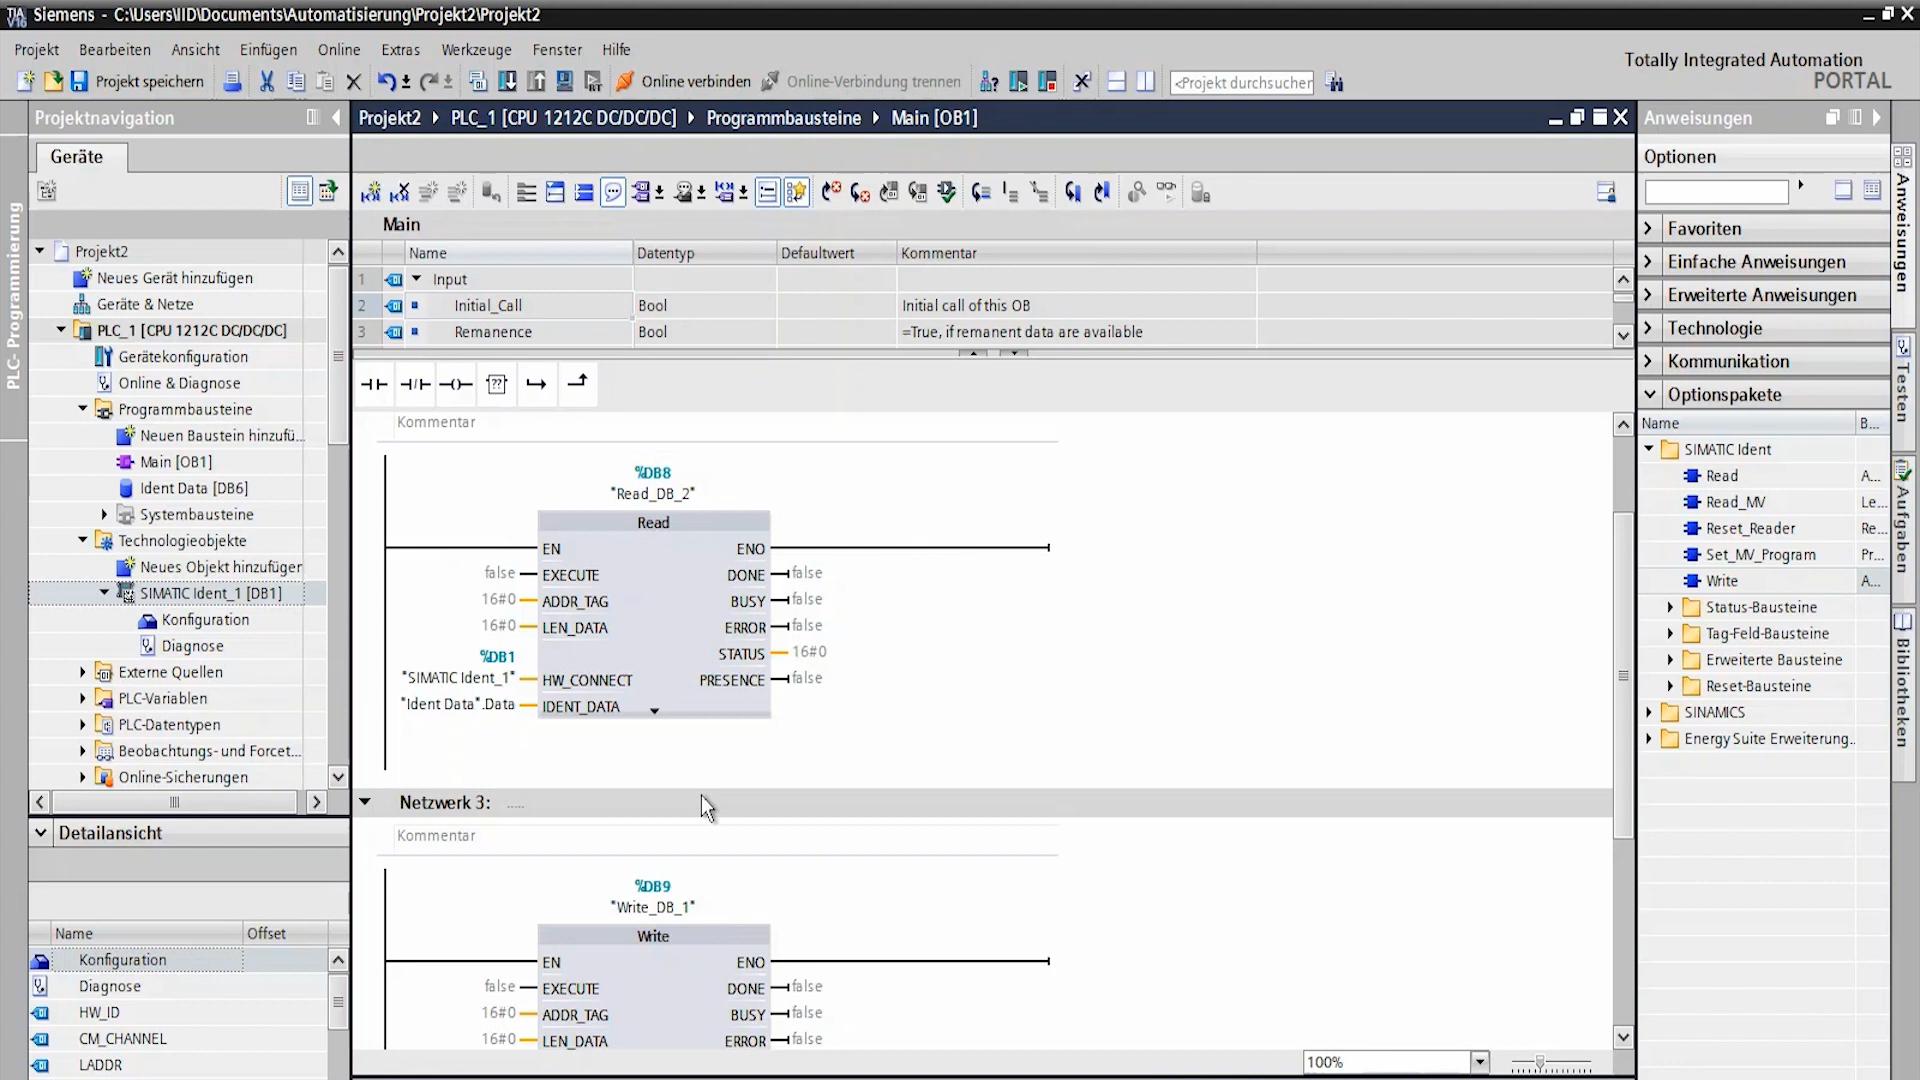 TIA V16 Siemens - C:\Users\IID\Documents\Automatisierung\Projekt2\Projekt2
Projekt Bearbeiten Ansicht Einfügen Online Extras Werkzeuge Fenster Hilfe
Totally Integrated Automation
PORTAL
Projekt speichern Online verbinden Online-Verbindung trennen <Projekt durchsuchen
Projektnavigation
Projekt2 PLC_1 [CPU 1212C DC/DC/DC] Programmbausteine Main [OB1]
Anweisungen
Geräte
Optionen
PLC- Programmierung
Projekt2
Neues Gerät hinzufügen
Geräte & Netze
PLC_1 [CPU 1212C DC/DC/DC]
Gerätekonfiguration
Online & Diagnose
Programmbausteine
Neuen Baustein hinzufü...
Main [OB1]
Ident Data [DB6]
Systembausteine
Technologieobjekte
Neues Objekt hinzufügen
SIMATIC Ident_1 [DB1]
Konfiguration
Diagnose
Externe Quellen
PLC-Variablen
PLC-Datentypen
Beobachtungs- und Forcet...
Online-Sicherungen
Detailansicht
Name Offset
Konfiguration
Diagnose
HW_ID
CM_CHANNEL
LADDR
Main
Name Datentyp Defaultwert Kommentar
1 Input
2 Initial_Call Bool Initial call of this OB
3 Remanence Bool =True, if remanent data are available
??
Kommentar
%DB8
"Read_DB_2"
Read
EN ENO
false EXECUTE DONE false
16#0 ADDR_TAG BUSY false
16#0 LEN_DATA ERROR false
STATUS 16#0
%DB1
"SIMATIC Ident_1" HW_CONNECT PRESENCE false
"Ident Data".Data IDENT_DATA
Netzwerk 3: .....
Kommentar
%DB9
"Write_DB_1"
Write
EN ENO
false EXECUTE DONE false
16#0 ADDR_TAG BUSY false
16#0 LEN_DATA ERROR false
100%
Favoriten
Einfache Anweisungen
Erweiterte Anweisungen
Technologie
Kommunikation
Optionspakete
Name B...
SIMATIC Ident
Read A...
Read_MV Le...
Reset_Reader Re...
Set_MV_Program Pr...
Write A...
Status-Bausteine
Tag-Feld-Bausteine
Erweiterte Bausteine
Reset-Bausteine
SINAMICS
Energy Suite Erweiterung..
Anweisungen
Testen
Aufgaben
Bibliotheken